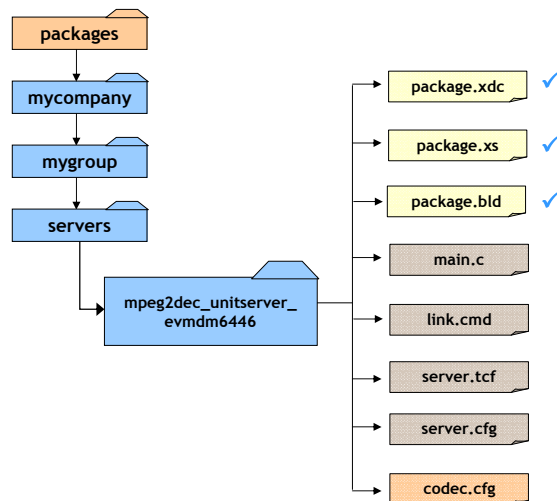 packages
mycompany
mygroup
servers
mpeg2dec_unitserver_
evmdm6446
package.xdc
package.xs
package.bld
main.c
link.cmd
server.tcf
server.cfg
codec.cfg